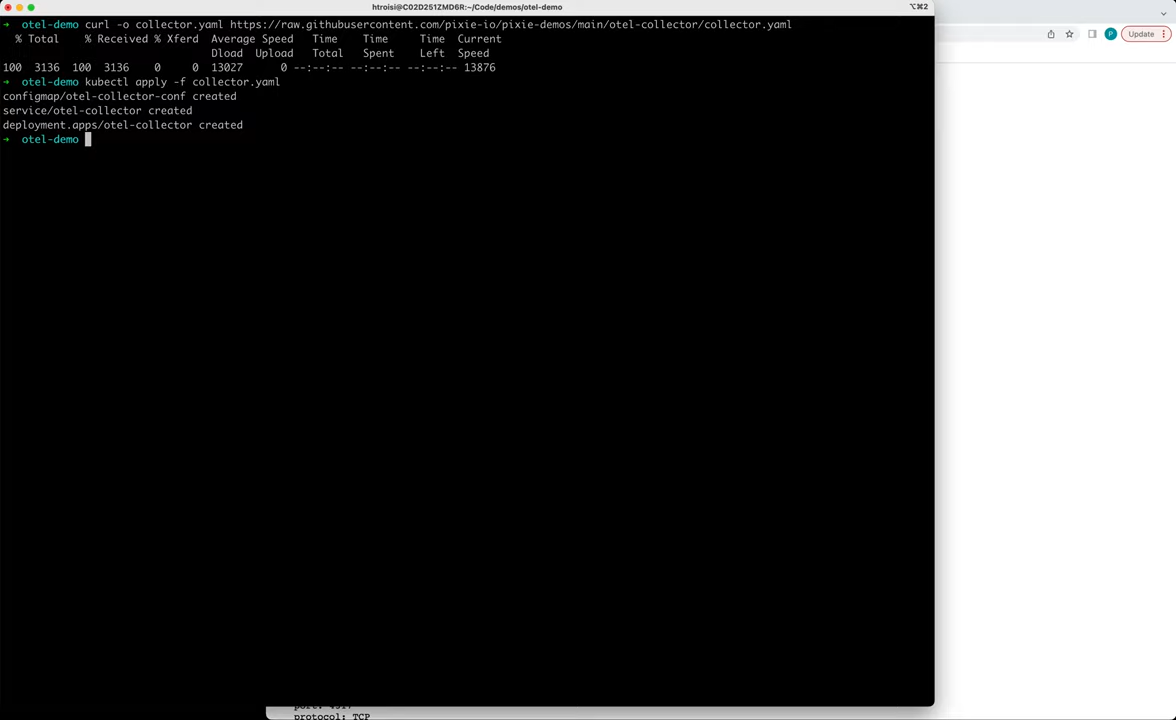 htroisi@C02D251ZMD6R:~/Code/demos/otel-demo
⌥⌘2
➜ otel-demo curl -o collector.yaml https://raw.githubusercontent.com/pixie-io/pixie-demos/main/otel-collector/collector.yaml
% Total % Received % Xferd Average Speed Time Time Time Current
Dload Upload Total Spent Left Speed
100 3136 100 3136 0 0 13027 0 --:--:-- --:--:-- --:--:-- 13876
➜ otel-demo kubectl apply -f collector.yaml
configmap/otel-collector-conf created
service/otel-collector created
deployment.apps/otel-collector created
➜ otel-demo
P
Update
protocol: TCP